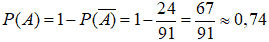 P(A) = 1 − P(A̅) = 1 − 24/91 = 67/91 ≈ 0,74